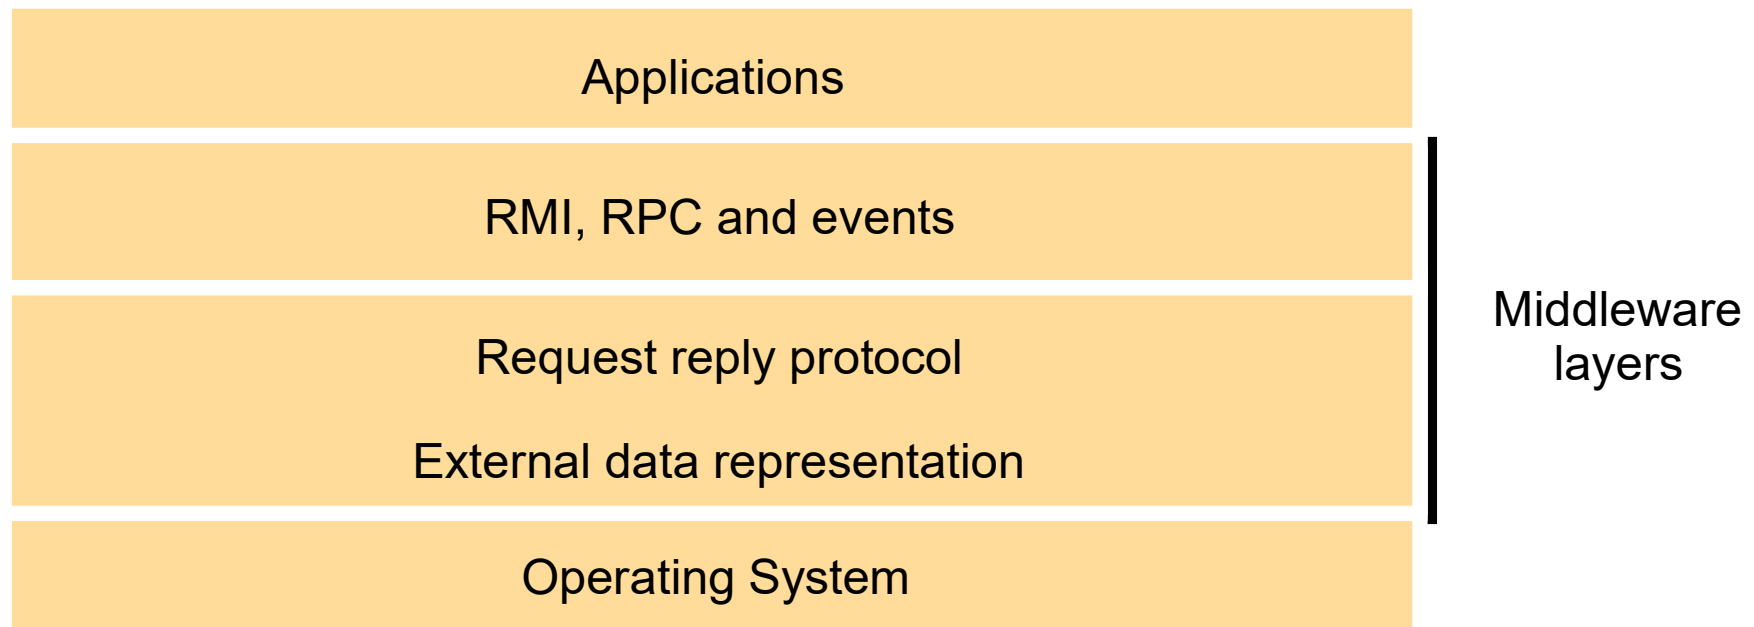 Applications
RMI, RPC and events
Request reply protocol
External data representation
Operating System
Middleware
layers